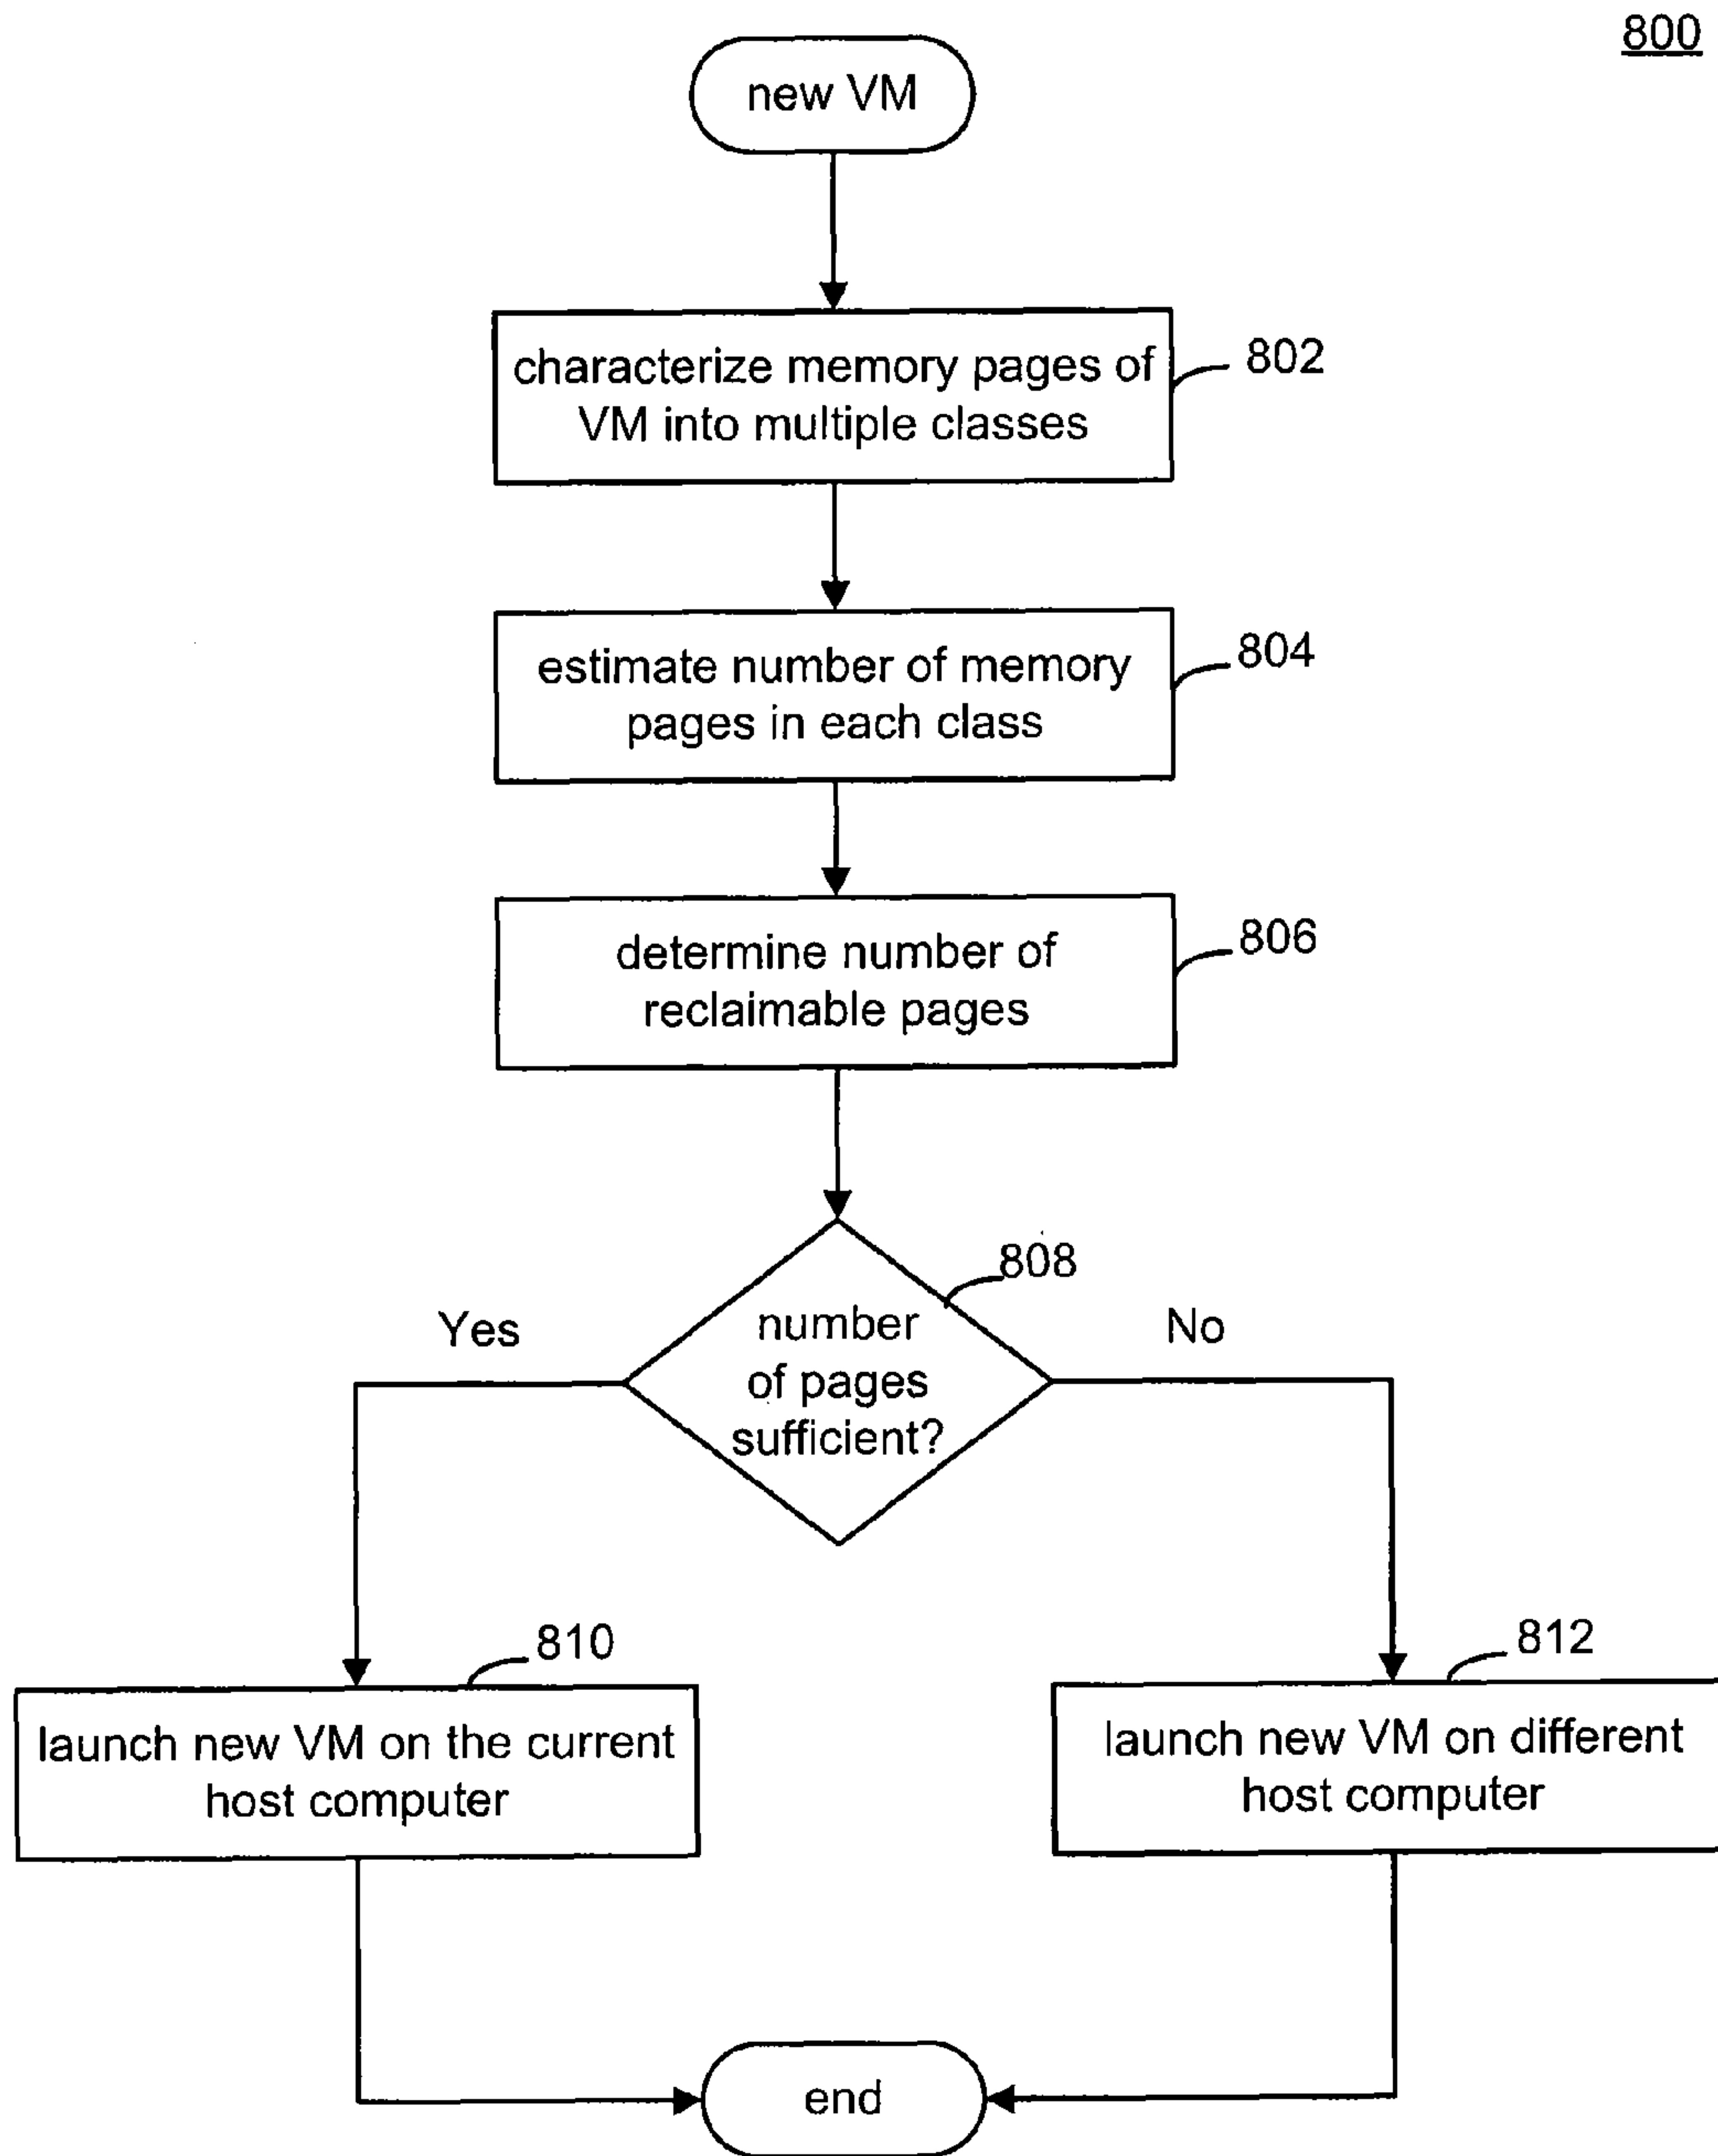 800
new VM
characterize memory pages of
VM into multiple classes
802
estimate number of memory
pages in each class
804
determine number of
reclaimable pages
806
808
number
of pages
sufficient?
Yes
No
810
launch new VM on the current
host computer
812
launch new VM on different
host computer
end